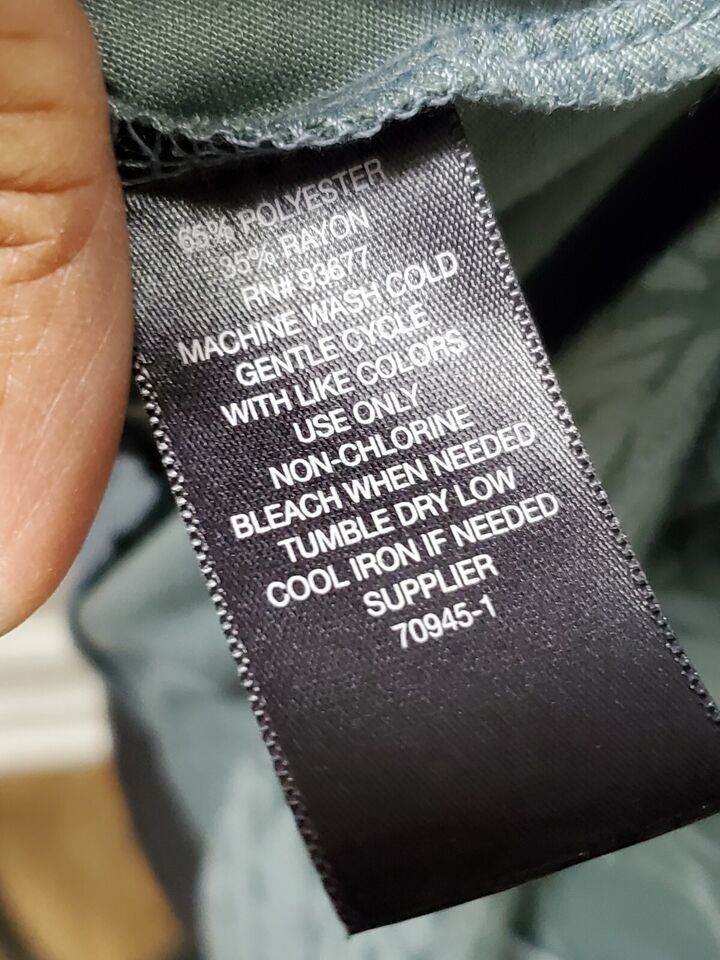 65% POLYESTER
35% RAYON
RN# 93677
MACHINE WASH COLD
GENTLE CYCLE
WITH LIKE COLORS
USE ONLY
NON-CHLORINE
BLEACH WHEN NEEDED
TUMBLE DRY LOW
COOL IRON IF NEEDED
SUPPLIER
70945-1